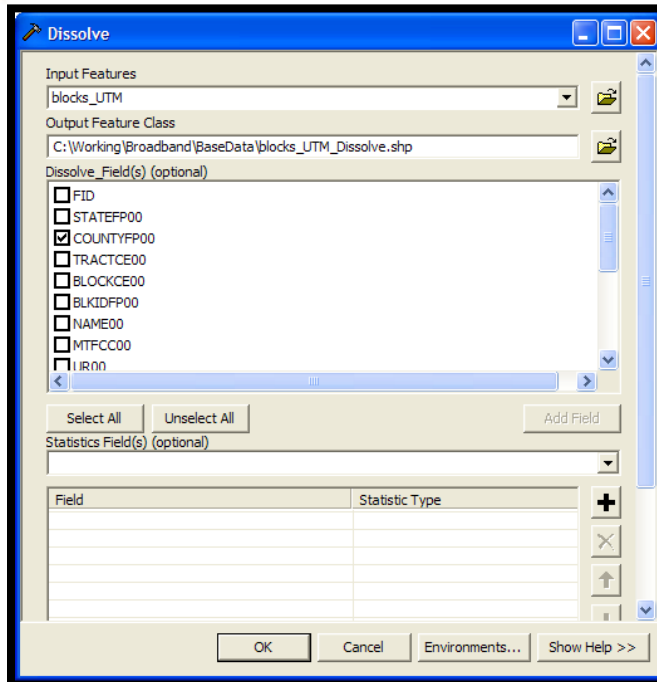 Dissolve
Input Features
blocks_UTM
Output Feature Class
C:\Working\Broadband\BaseData\blocks_UTM_Dissolve.shp
Dissolve_Field(s) (optional)
FID
STATEFP00
COUNTYFP00
TRACTCE00
BLOCKCE00
BLKIDFP00
NAME00
MTFCC00
UR00
Select All Unselect All Add Field
Statistics Field(s) (optional)
Field Statistic Type
OK Cancel Environments... Show Help >>